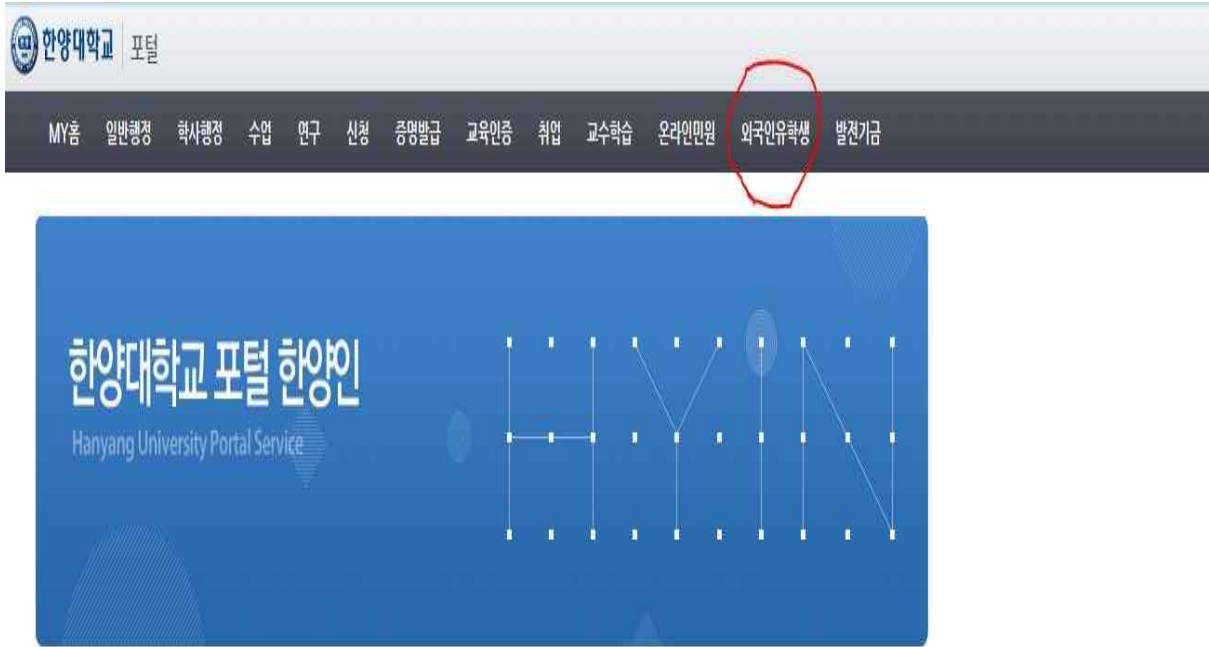 한양대학교 포털
MY홈 일반행정 학사행정 수업 연구 신청 증명발급 교육인증 취업 교수학습 온라인민원 외국인유학생 발전기금
한양대학교 포털 한양인
Hanyang University Portal Service
HYIN